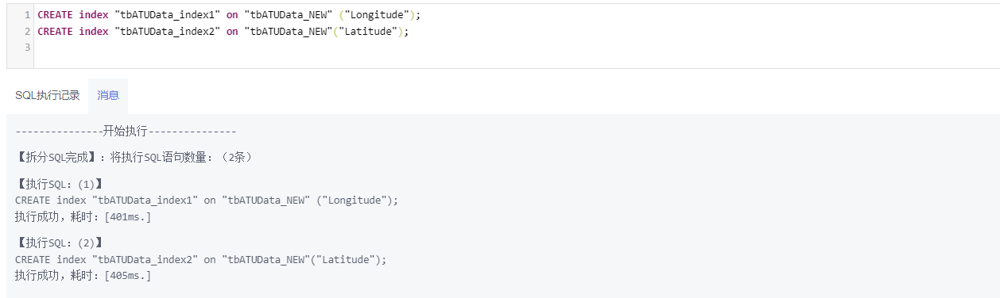 1 CREATE index "tbATUData_index1" on "tbATUData_NEW" ("Longitude");
2 CREATE index "tbATUData_index2" on "tbATUData_NEW"("Latitude");
3
SQL执行记录 消息
---------------开始执行---------------
【拆分SQL完成】：将执行SQL语句数量：（2条）
【执行SQL：(1)】
CREATE index "tbATUData_index1" on "tbATUData_NEW" ("Longitude");
执行成功，耗时：[401ms.]
【执行SQL：(2)】
CREATE index "tbATUData_index2" on "tbATUData_NEW"("Latitude");
执行成功，耗时：[405ms.]